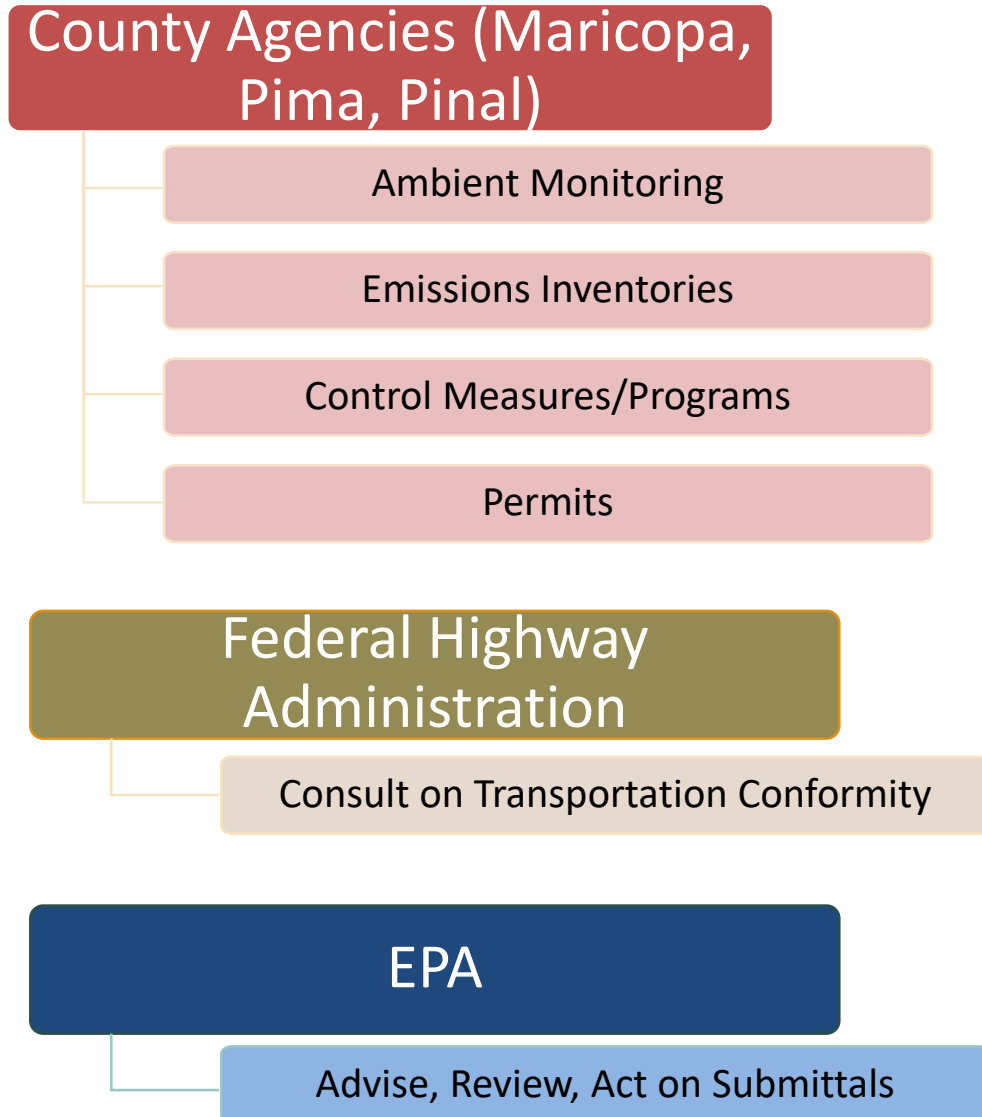 County Agencies (Maricopa,
Pima, Pinal)
Ambient Monitoring
Emissions Inventories
Control Measures/Programs
Permits
Federal Highway
Administration
Consult on Transportation Conformity
EPA
Advise, Review, Act on Submittals